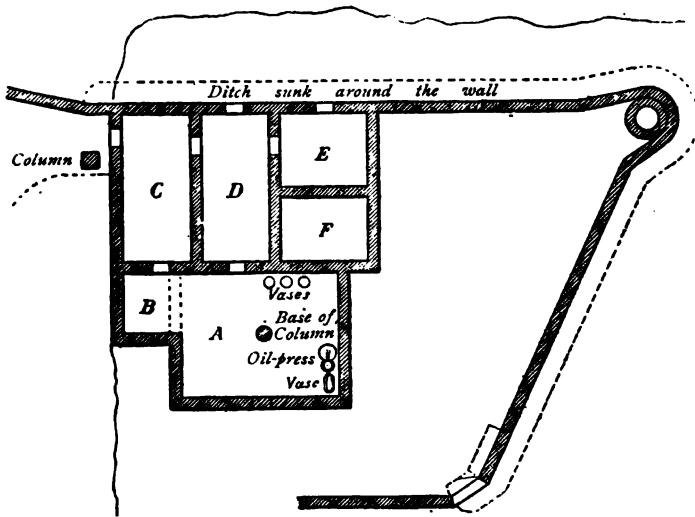 Ditch sunk around the wall
Column
C
D
E
F
B
A
Vases
Base of
Column
Oil-press
Vase